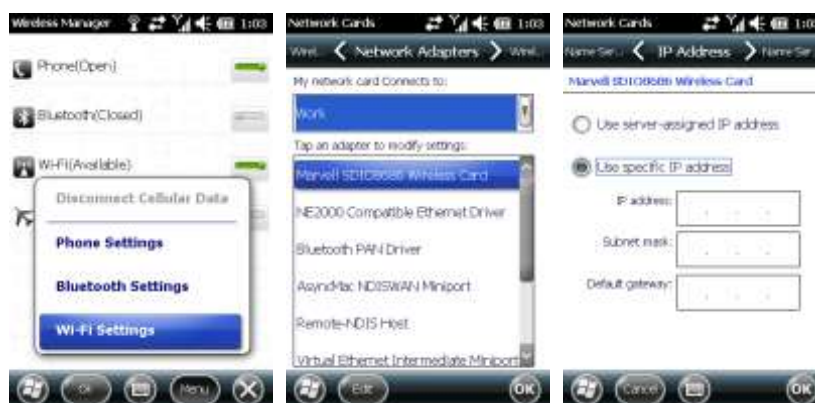 Wireless Manager 1:03
Phone(Open)
Bluetooth(Closed)
Wi-Fi(Available)
Disconnect Cellular Data
Phone Settings
Bluetooth Settings
Wi-Fi Settings
Menu
Network Cards 1:03
Network Adapters
My network card connects to:
Work
Tap an adapter to modify settings:
Marvell SDIO8686 Wireless Card
NE2000 Compatible Ethernet Driver
Bluetooth PAN Driver
AsyncMac NDISWAN Miniport
Remote-NDIS Host
Virtual Ethernet Intermediate Miniport
Edit OK
Network Cards 1:03
IP Address
Marvell SDIO8686 Wireless Card
Use server-assigned IP address
Use specific IP address
IP address:
Subnet mask:
Default gateway:
Cancel OK